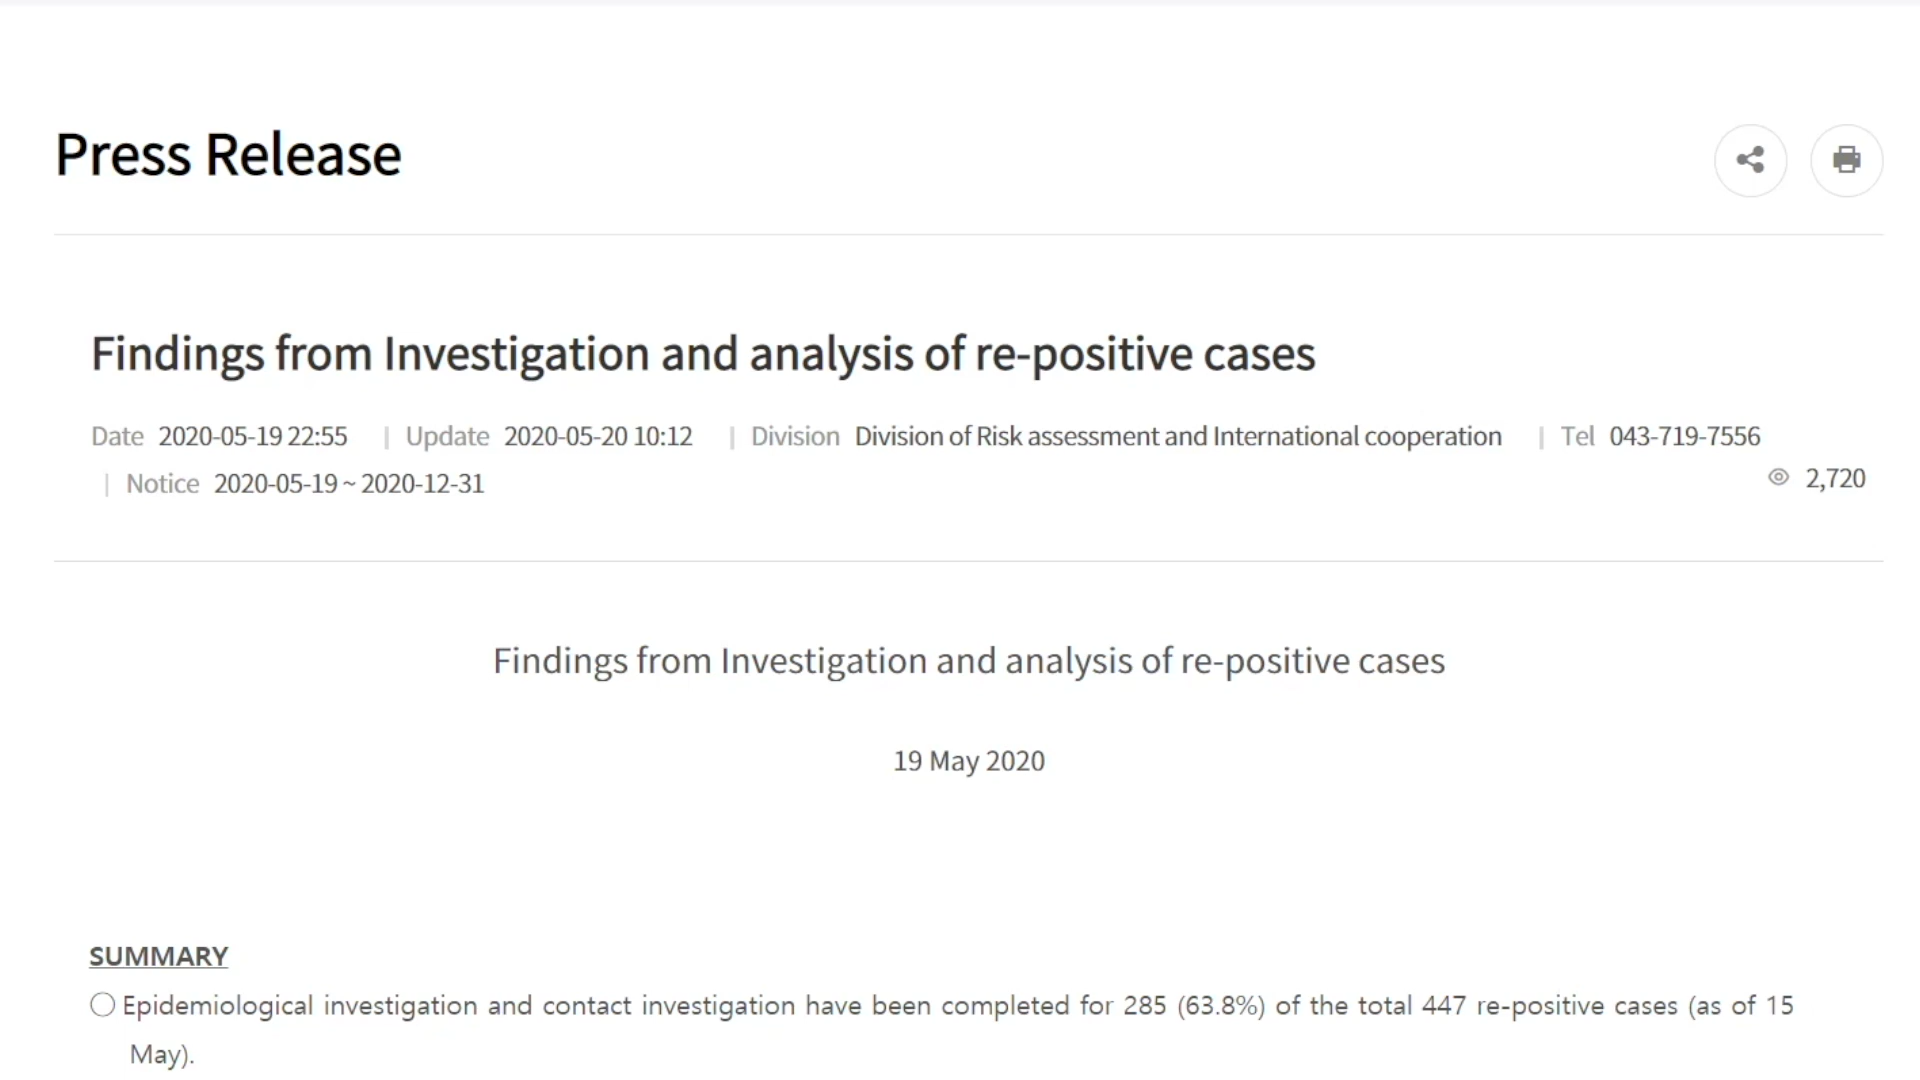 Press Release
Findings from Investigation and analysis of re-positive cases
Date 2020-05-19 22:55 | Update 2020-05-20 10:12 | Division Division of Risk assessment and International cooperation | Tel 043-719-7556
| Notice 2020-05-19 ~ 2020-12-31 2,720
Findings from Investigation and analysis of re-positive cases
19 May 2020
SUMMARY
○ Epidemiological investigation and contact investigation have been completed for 285 (63.8%) of the total 447 re-positive cases (as of 15
May).